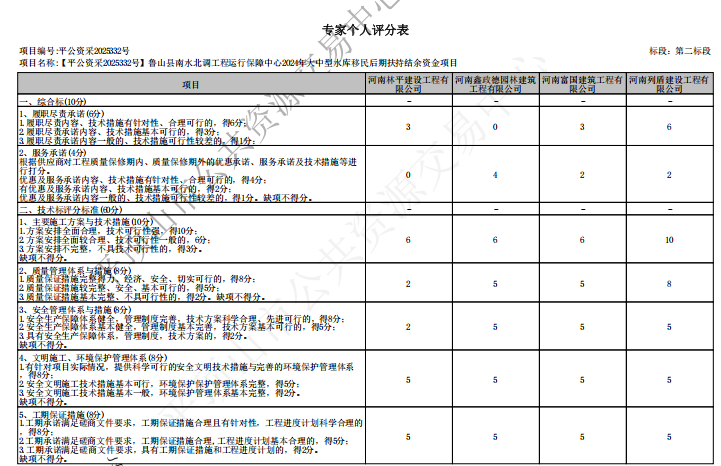 专家个人评分表
项目编号:平公资采2025332号
标段：第二标段
项目名称:【平公资采2025332号】鲁山县南水北调工程运行保障中心2024年大中型水库移民后期扶持结余资金项目
项目 河南林平建设工程有限公司 河南鑫政德园林建筑工程有限公司 河南富国建筑工程有限公司 河南列盾建设工程有限公司
一、综合标(10分) - - - -
1、履职尽责承诺(6分)
1.履职尽责内容、技术措施有针对性、合理可行的，得6分；
2 履职尽责承诺内容、技术措施基本可行的，得3分；
3.履职尽责承诺内容一般的、技术措施可行性较差的，得1分；
3 0 3 6
2、服务承诺(4分)
根据供应商对工程质量保修期内、质量保修期外的优惠承诺、服务承诺及技术措施等进
行打分。
优惠及服务承诺内容、技术措施有针对性、合理可行的，得4分；
有优惠及服务承诺内容、技术措施基本可行的，得2分；
优惠及服务承诺内容一般的、技术措施可行性较差的，得1分。缺项不得分。
0 4 2 2
二、技术标评分标准(60分) - - - -
1、主要施工方案与技术措施(10分)
1.方案安排全面合理，技术可行性强，得10分；
2 方案安排全面较合理、技术可行性一般的，6分；
3 方案安排不完整，不具技术可行性的，得3分。
缺项不得分。
6 6 6 10
2、质量管理体系与措施(8分)
1.质量保证措施完整得力、经济、安全、切实可行的，得8分；
2 质量保证措施较完整、安全、基本可行的，得5分；
3 质量保证措施基本完整、不具可行性的，得2分。缺项不得分。
2 5 5 8
3、安全管理体系与措施(8分)
1.安全生产保障体系健全，管理制度完善，技术方案科学合理、先进可行的，得8分；
2 安全生产保障体系基本健全，管理制度基本完善，技术方案基本可行的，得5分；
3 具有安全生产保障体系，管理制度，技术方案的，得2分。
缺项不得分。
2 5 5 5
4、文明施工、环境保护管理体系(8分)
1.有针对项目实际情况，提供科学可行的安全文明技术措施与完善的环境保护管理体系
，得8分；
2 安全文明施工技术措施基本可行，环境保护保护管理体系完整，得5分；
3 安全文明施工技术措施基本一般，环境保护管理体系基本完整，得2分。
缺项不得分。
5 5 5 5
5、工期保证措施(8分)
1.工期承诺满足磋商文件要求，工期保证措施合理且有针对性，工程进度计划科学合理的
，得8分；
2 工期承诺满足磋商文件要求，工期保证措施合理,工程进度计划基本合理的，得5分；
3 工期承诺满足磋商文件要求，具有工期保证措施和工程进度计划的，得2分。
缺项不得分。
5 5 5 5